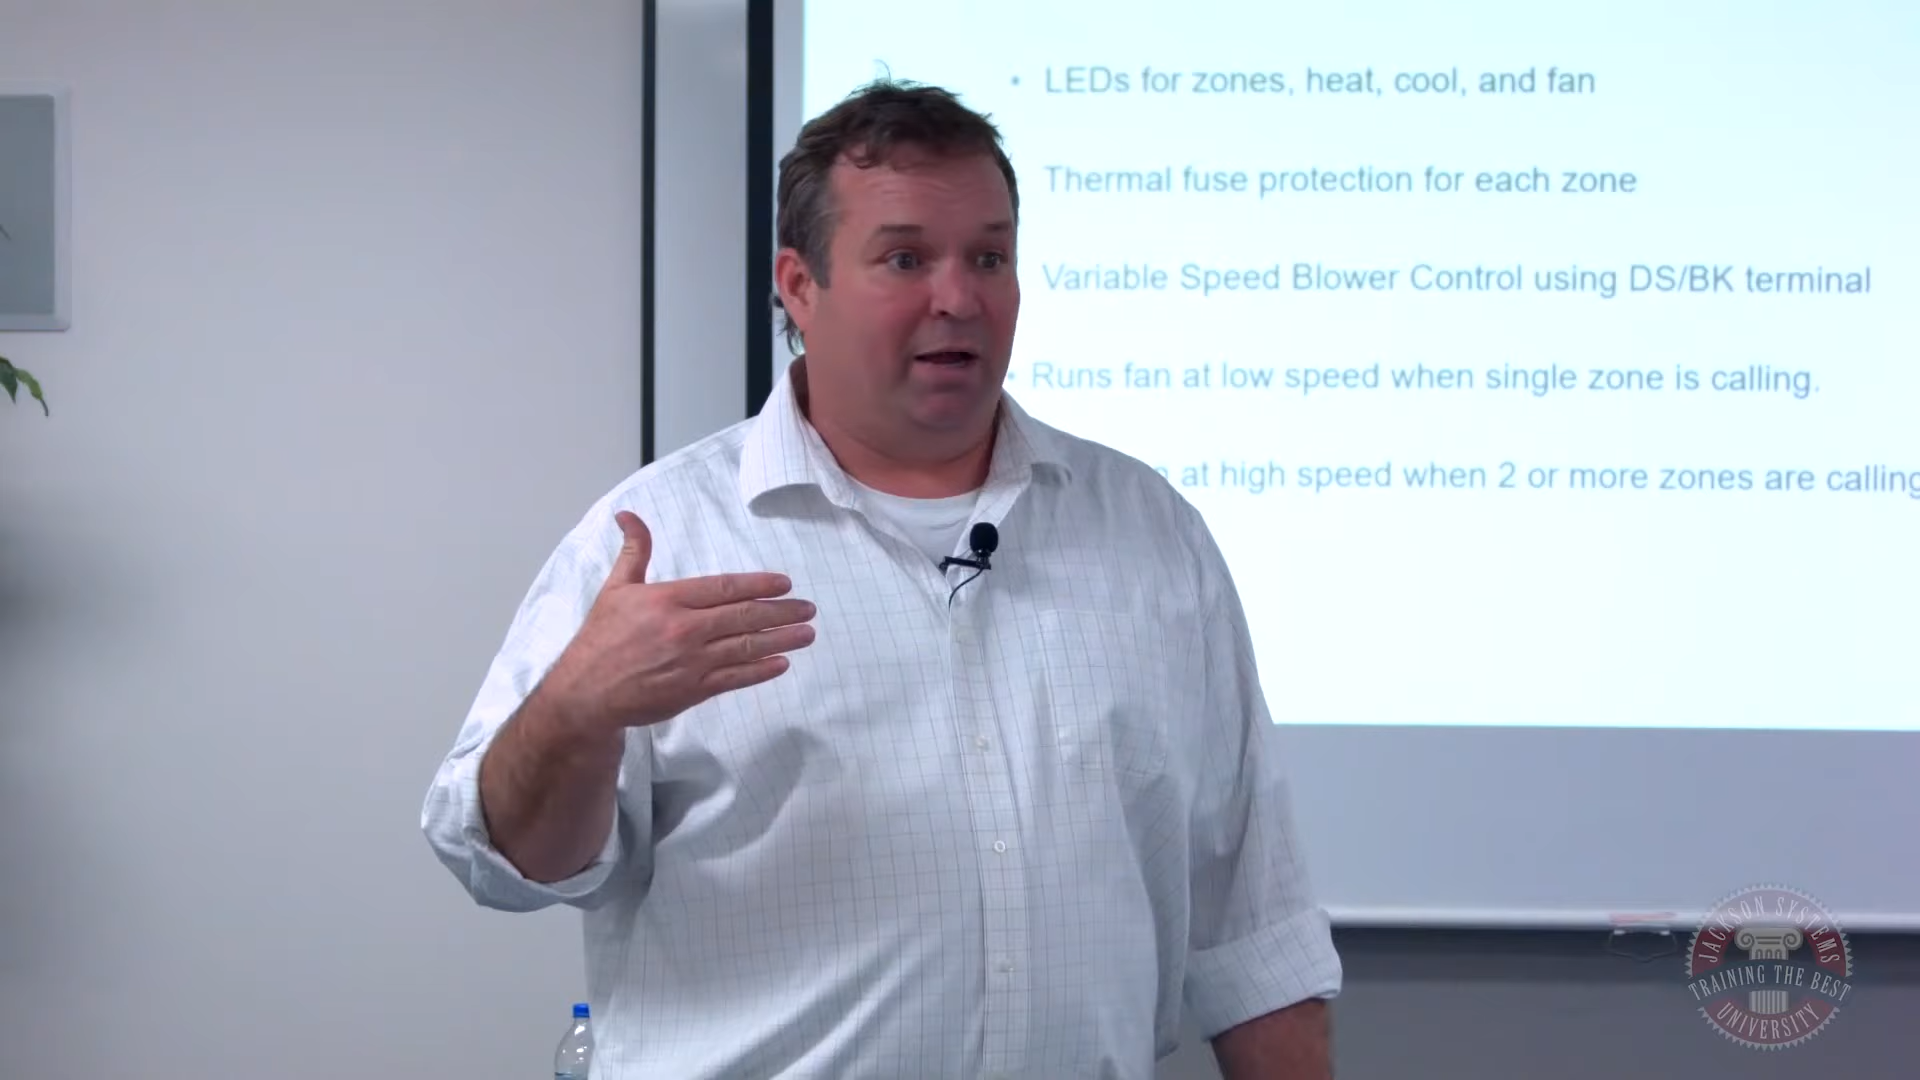 • LEDs for zones, heat, cool, and fan
Thermal fuse protection for each zone
Variable Speed Blower Control using DS/BK terminal
• Runs fan at low speed when single zone is calling.
at high speed when 2 or more zones are calling
JACKSON SYSTEMS
TRAINING THE BEST
UNIVERSITY